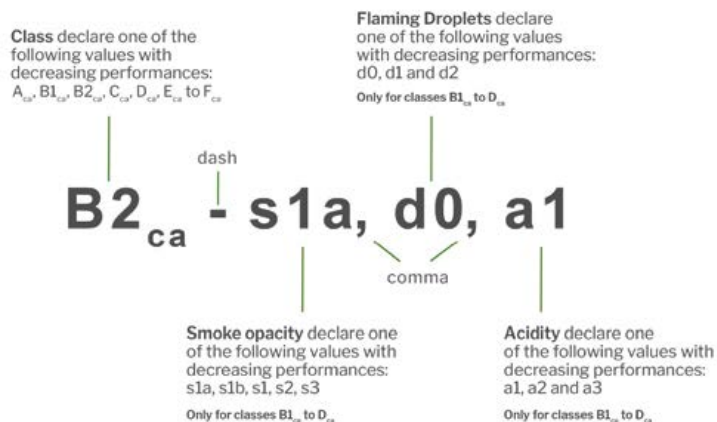 Class declare one of the
following values with
decreasing performances:
Aca, B1ca, B2ca, Cca, Dca, Eca to Fca
Flaming Droplets declare
one of the following values
with decreasing performances:
d0, d1 and d2
Only for classes B1ca to Dca
dash
B2ca - s1a, d0, a1
comma
Smoke opacity declare one
of the following values with
decreasing performances:
s1a, s1b, s1, s2, s3
Only for classes B1ca to Dca
Acidity declare one
of the following values with
decreasing performances:
a1, a2 and a3
Only for classes B1ca to Dca